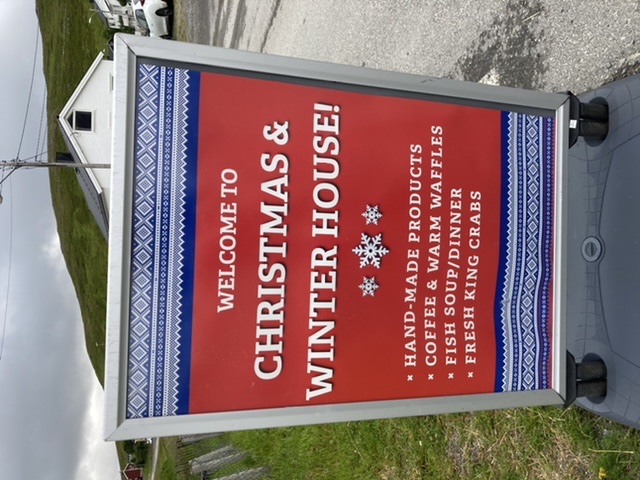 WELCOME TO
CHRISTMAS &
WINTER HOUSE!
× HAND-MADE PRODUCTS
× COFFEE & WARM WAFFLES
× FISH SOUP/DINNER
× FRESH KING CRABS